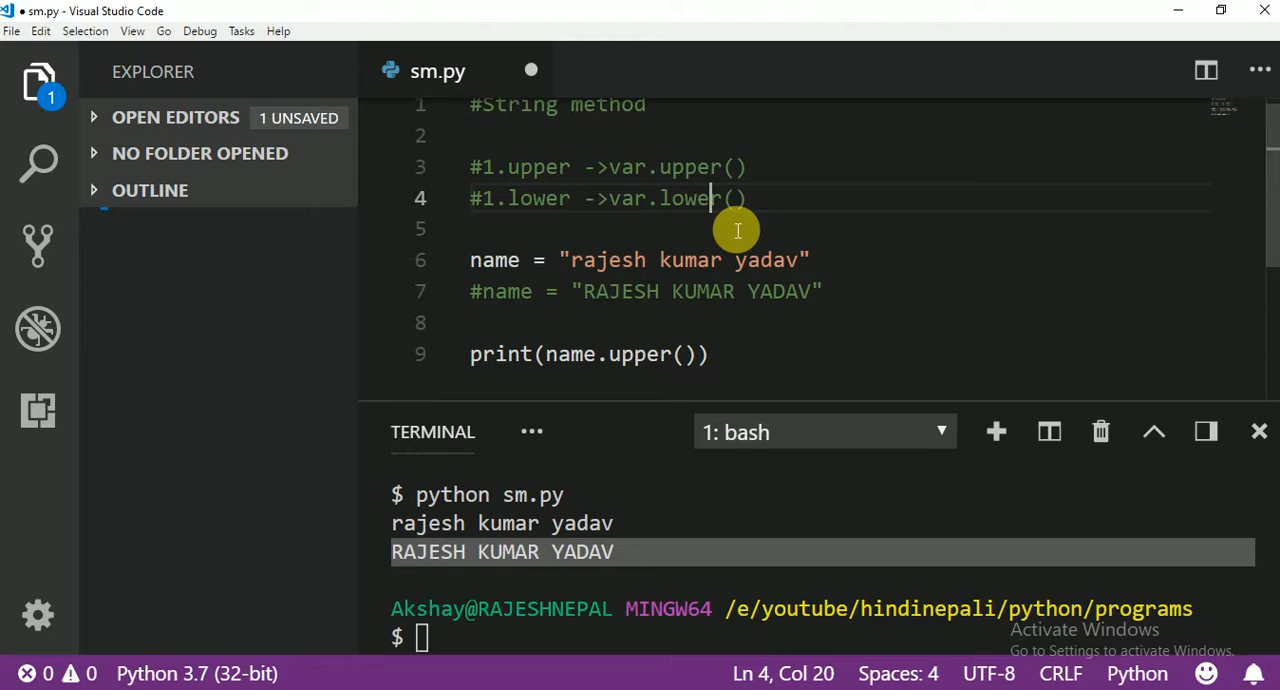 sm.py - Visual Studio Code
File Edit Selection View Go Debug Tasks Help
EXPLORER
sm.py
1
OPEN EDITORS 1 UNSAVED
NO FOLDER OPENED
OUTLINE
1 #String method
2
3 #1.upper ->var.upper()
4 #1.lower ->var.lower()
5
6 name = "rajesh kumar yadav"
7 #name = "RAJESH KUMAR YADAV"
8
9 print(name.upper())
TERMINAL ••• 1: bash
$ python sm.py
rajesh kumar yadav
RAJESH KUMAR YADAV
Akshay@RAJESHNEPAL MINGW64 /e/youtube/hindinepali/python/programs
$
Activate Windows
Go to Settings to activate Windows.
0 0 Python 3.7 (32-bit) Ln 4, Col 20 Spaces: 4 UTF-8 CRLF Python